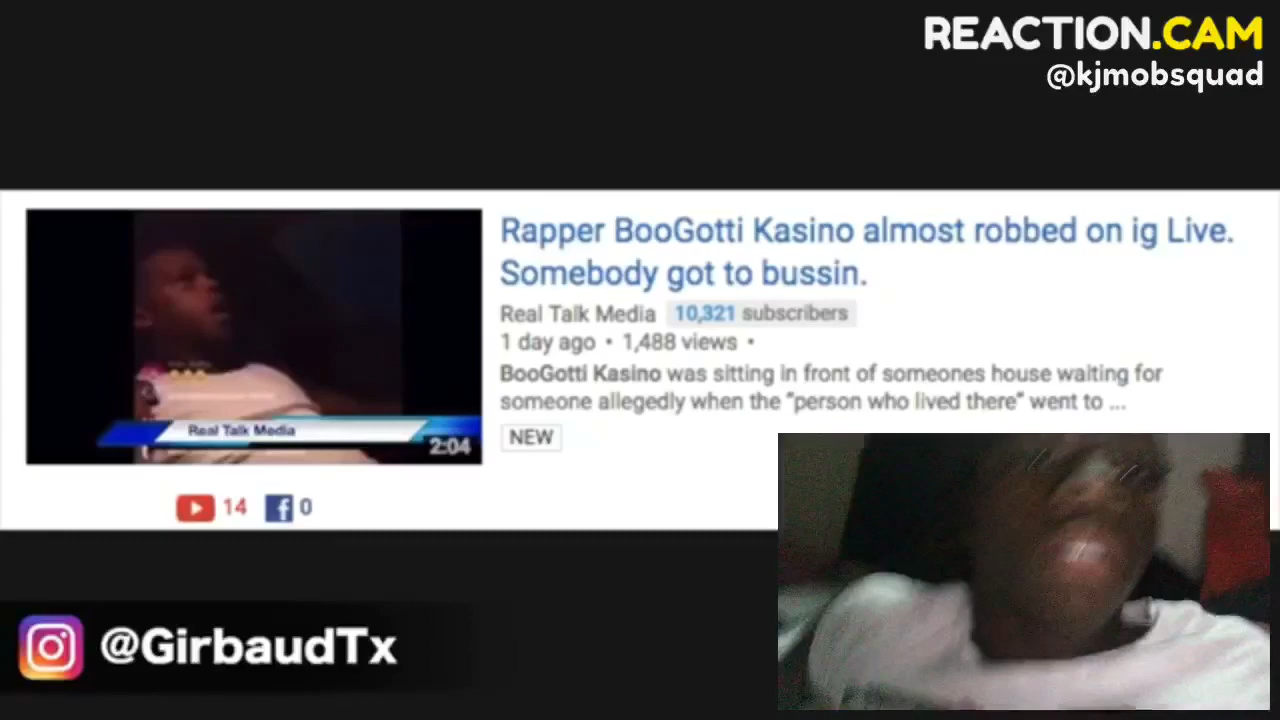 REACTION.CAM
@kjmobsquad
Rapper BooGotti Kasino almost robbed on ig Live.
Somebody got to bussin.
Real Talk Media 10,321 subscribers
1 day ago • 1,488 views •
BooGotti Kasino was sitting in front of someones house waiting for
someone allegedly when the “person who lived there” went to ...
NEW
Real Talk Media
2:04
14 f 0
@GirbaudTx